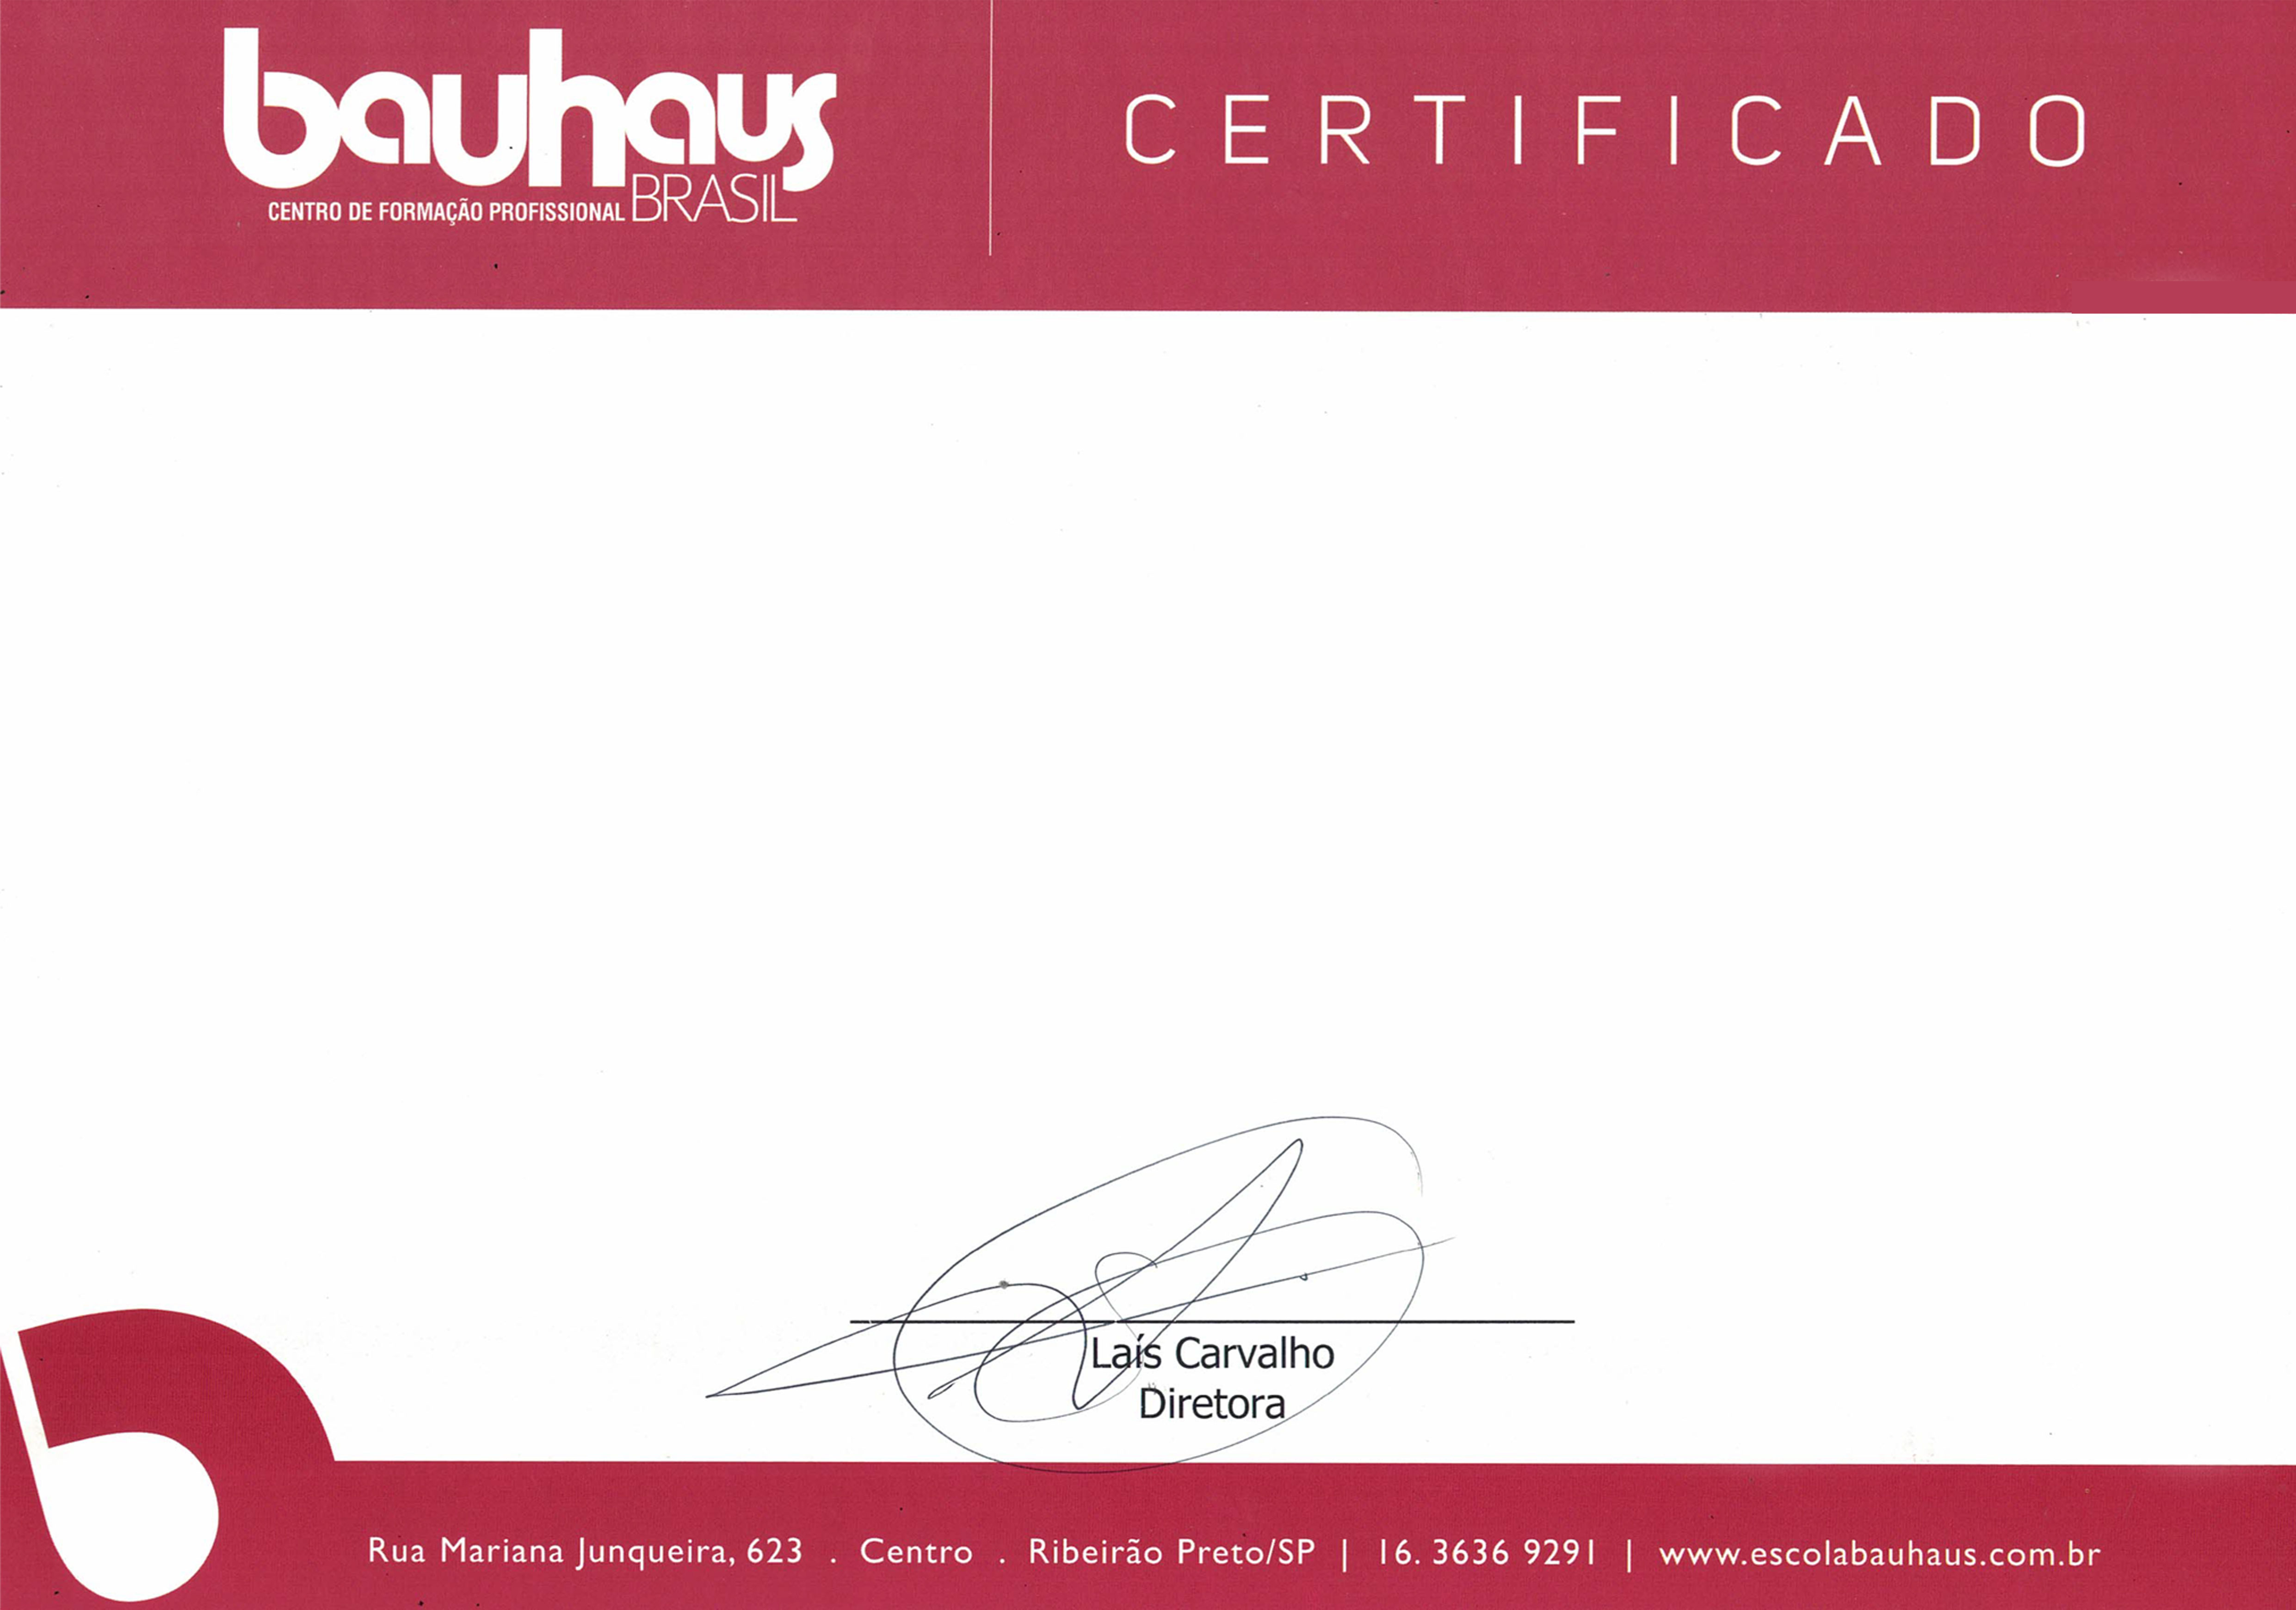 bauhaus
CENTRO DE FORMAÇÃO PROFISSIONAL BRASIL
CERTIFICADO
Laís Carvalho
Diretora
Rua Mariana Junqueira, 623 . Centro . Ribeirão Preto/SP | 16. 3636 9291 | www.escolabauhaus.com.br